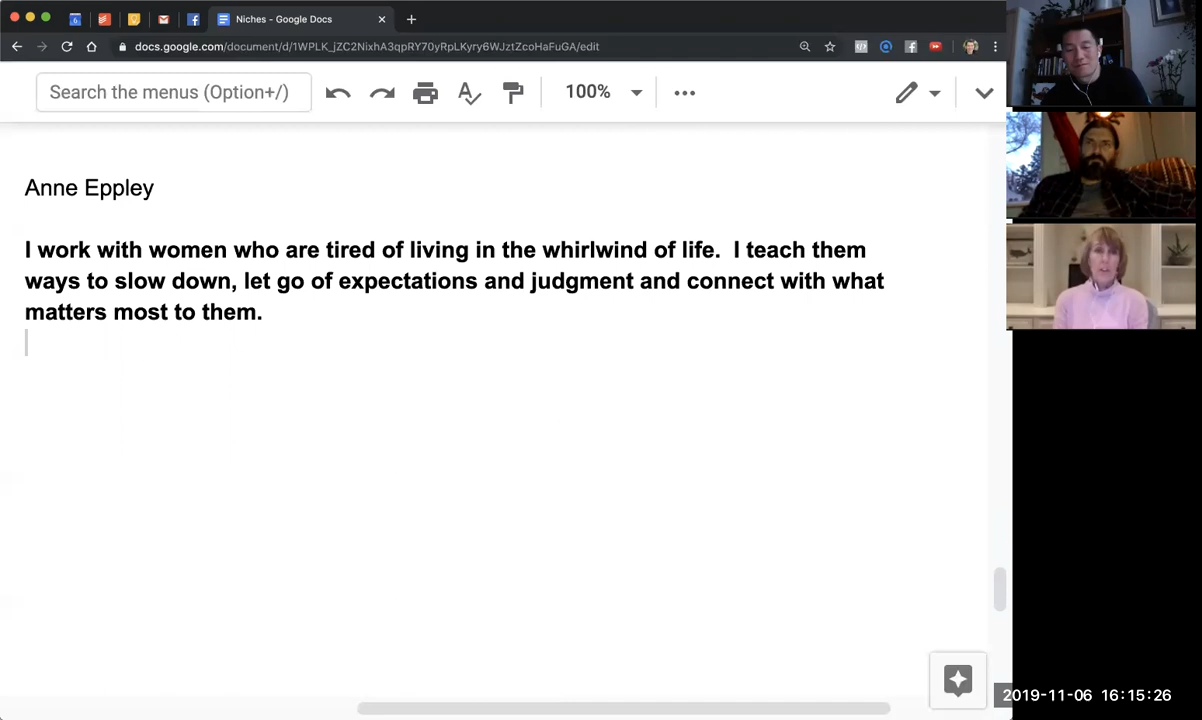 Niches - Google Docs
docs.google.com/document/d/1WPLK_jZC2NixhA3qpRY70yRpLKyry6WJztZcoHaFuGA/edit
Search the menus (Option+/)
100%
Anne Eppley
I work with women who are tired of living in the whirlwind of life.  I teach them
ways to slow down, let go of expectations and judgment and connect with what
matters most to them.
2019-11-06 16:15:26